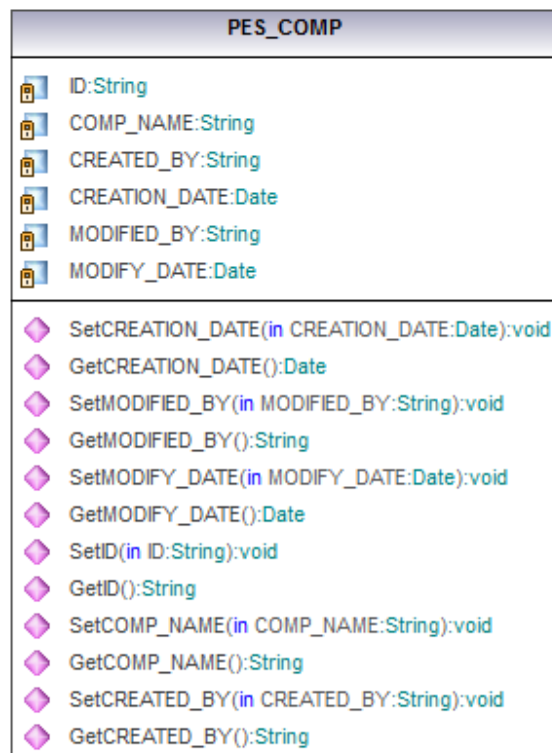 PES_COMP
ID:String
COMP_NAME:String
CREATED_BY:String
CREATION_DATE:Date
MODIFIED_BY:String
MODIFY_DATE:Date
SetCREATION_DATE(in CREATION_DATE:Date):void
GetCREATION_DATE():Date
SetMODIFIED_BY(in MODIFIED_BY:String):void
GetMODIFIED_BY():String
SetMODIFY_DATE(in MODIFY_DATE:Date):void
GetMODIFY_DATE():Date
SetID(in ID:String):void
GetID():String
SetCOMP_NAME(in COMP_NAME:String):void
GetCOMP_NAME():String
SetCREATED_BY(in CREATED_BY:String):void
GetCREATED_BY():String